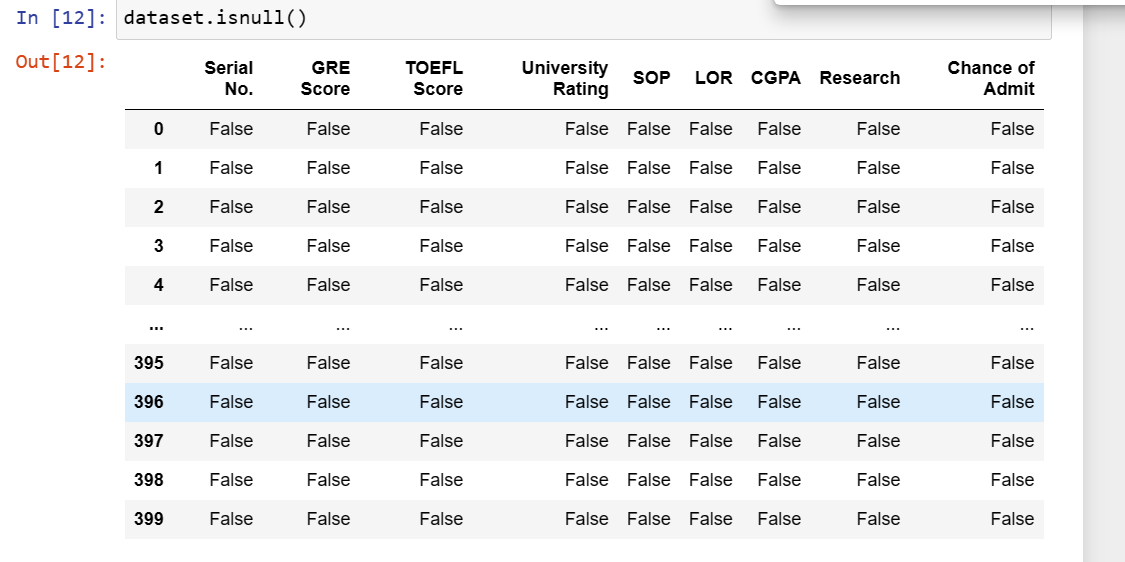 In [12]: dataset.isnull()
Out[12]:
Serial No. GRE Score TOEFL Score University Rating SOP LOR CGPA Research Chance of Admit
0 False False False False False False False False False
1 False False False False False False False False False
2 False False False False False False False False False
3 False False False False False False False False False
4 False False False False False False False False False
... ... ... ... ... ... ... ... ... ...
395 False False False False False False False False False
396 False False False False False False False False False
397 False False False False False False False False False
398 False False False False False False False False False
399 False False False False False False False False False